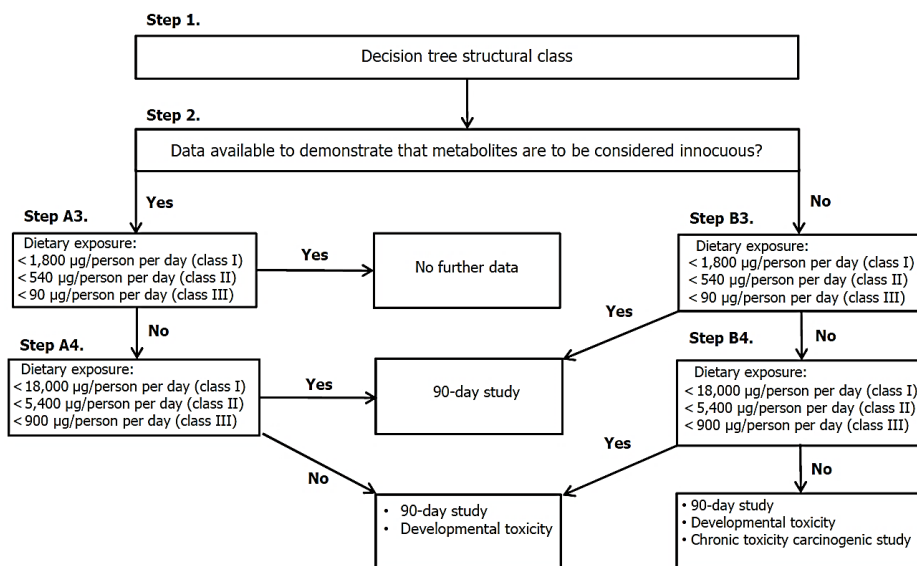 Step 1.
Decision tree structural class
Step 2.
Data available to demonstrate that metabolites are to be considered innocuous?
Yes
No
Step A3.
Dietary exposure:
< 1,800 µg/person per day (class I)
< 540 µg/person per day (class II)
< 90 µg/person per day (class III)
Yes
No further data
Step B3.
Dietary exposure:
< 1,800 µg/person per day (class I)
< 540 µg/person per day (class II)
< 90 µg/person per day (class III)
Yes
No
No
Step A4.
Dietary exposure:
< 18,000 µg/person per day (class I)
< 5,400 µg/person per day (class II)
< 900 µg/person per day (class III)
Yes
90-day study
Step B4.
Dietary exposure:
< 18,000 µg/person per day (class I)
< 5,400 µg/person per day (class II)
< 900 µg/person per day (class III)
No
Yes
No
• 90-day study
• Developmental toxicity
• 90-day study
• Developmental toxicity
• Chronic toxicity carcinogenic study